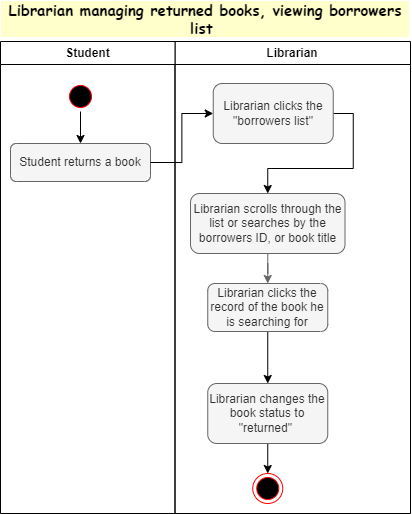 Librarian managing returned books, viewing borrowers
list
Student
Librarian
Librarian clicks the
"borrowers list"
Student returns a book
Librarian scrolls through the
list or searches by the
borrowers ID, or book title
Librarian clicks the
record of the book he
is searching for
Librarian changes the
book status to
"returned"